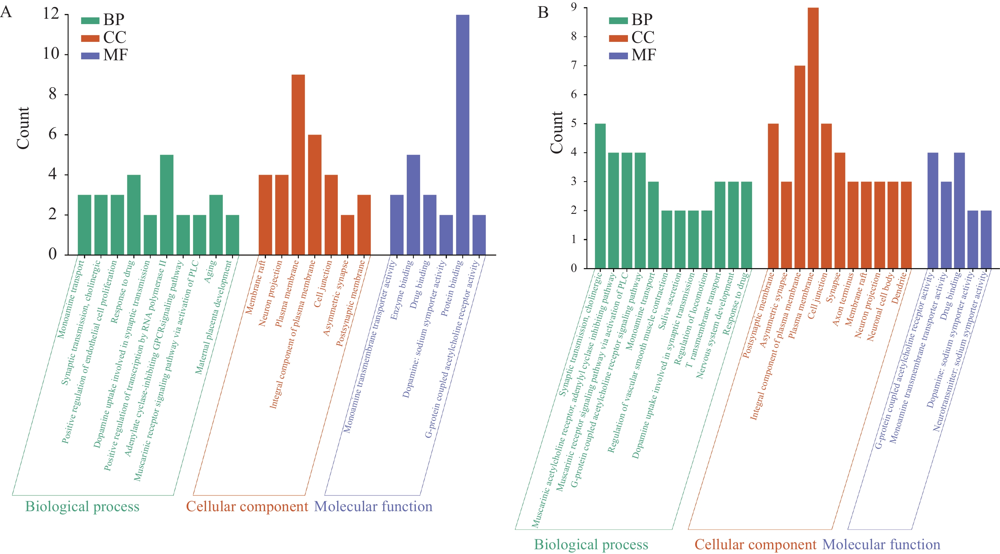 A
12
10
8
6
4
2
0
Count
BP
CC
MF
Monoamine transport
Synaptic transmission, cholinergic
Positive regulation of endothelial cell proliferation
Response to drug
Dopamine uptake involved in synaptic transmission
Positive regulation of transcription by RNA polymerase II
Adenylate cyclase-inhibiting GPCRsignaling pathway
Muscarinic receptor signaling pathway via activation of PLC
Aging
Maternal placenta development
Membrane raft
Neuron projection
Plasma membrane
Integral component of plasma membrane
Cell junction
Asymmetric synapse
Postsynaptic membrane
Monoamine transmembrane transporter activity
Enzyme binding
Drug binding
Dopamine: sodium symporter activity
Protein binding
G-protein coupled acetylcholine receptor activity
Biological process
Cellular component
Molecular function
B
9
8
7
6
5
4
3
2
1
0
Count
BP
CC
MF
Synaptic transmission, cholinergic
Muscarinic acetylcholine receptor, adenylyl cyclase inhibiting pathway
Muscarinic receptor signaling pathway via activation of PLC
G-protein coupled acetylcholine receptor signaling pathway
Monoamine transport
Regulation of vascular smooth muscle contraction
Saliva secretion
Dopamine uptake involved in synaptic transmission
Regulation of locomotion
T ransmembrane transport
Nervous system development
Response to drug
Postsynaptic membrane
Asymmetric synapse
Integral component of plasma membrane
Plasma membrane
Cell junction
Synapse
Axon terminus
Membrane raft
Neuron projection
Neuronal cell body
Dendrite
G-protein coupled acetylcholine receptor activity
Monoamine transmembrane transporter activity
Drug binding
Dopamine: sodium symporter activity
Neurotransmitter: sodium symporter activity
Biological process
Cellular component
Molecular function